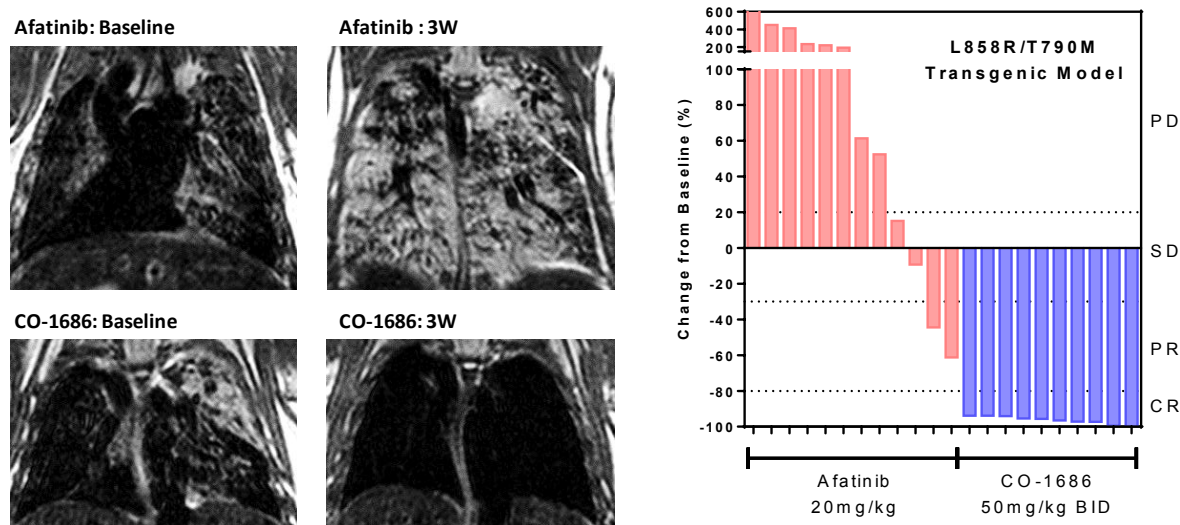 Afatinib: Baseline
Afatinib : 3W
CO-1686: Baseline
CO-1686: 3W
Change from Baseline (%)
600
400
200
100
80
60
40
20
0
-20
-40
-60
-80
-100
L858R/T790M
Transgenic Model
PD
SD
PR
CR
Afatinib
20mg/kg
CO-1686
50mg/kg BID